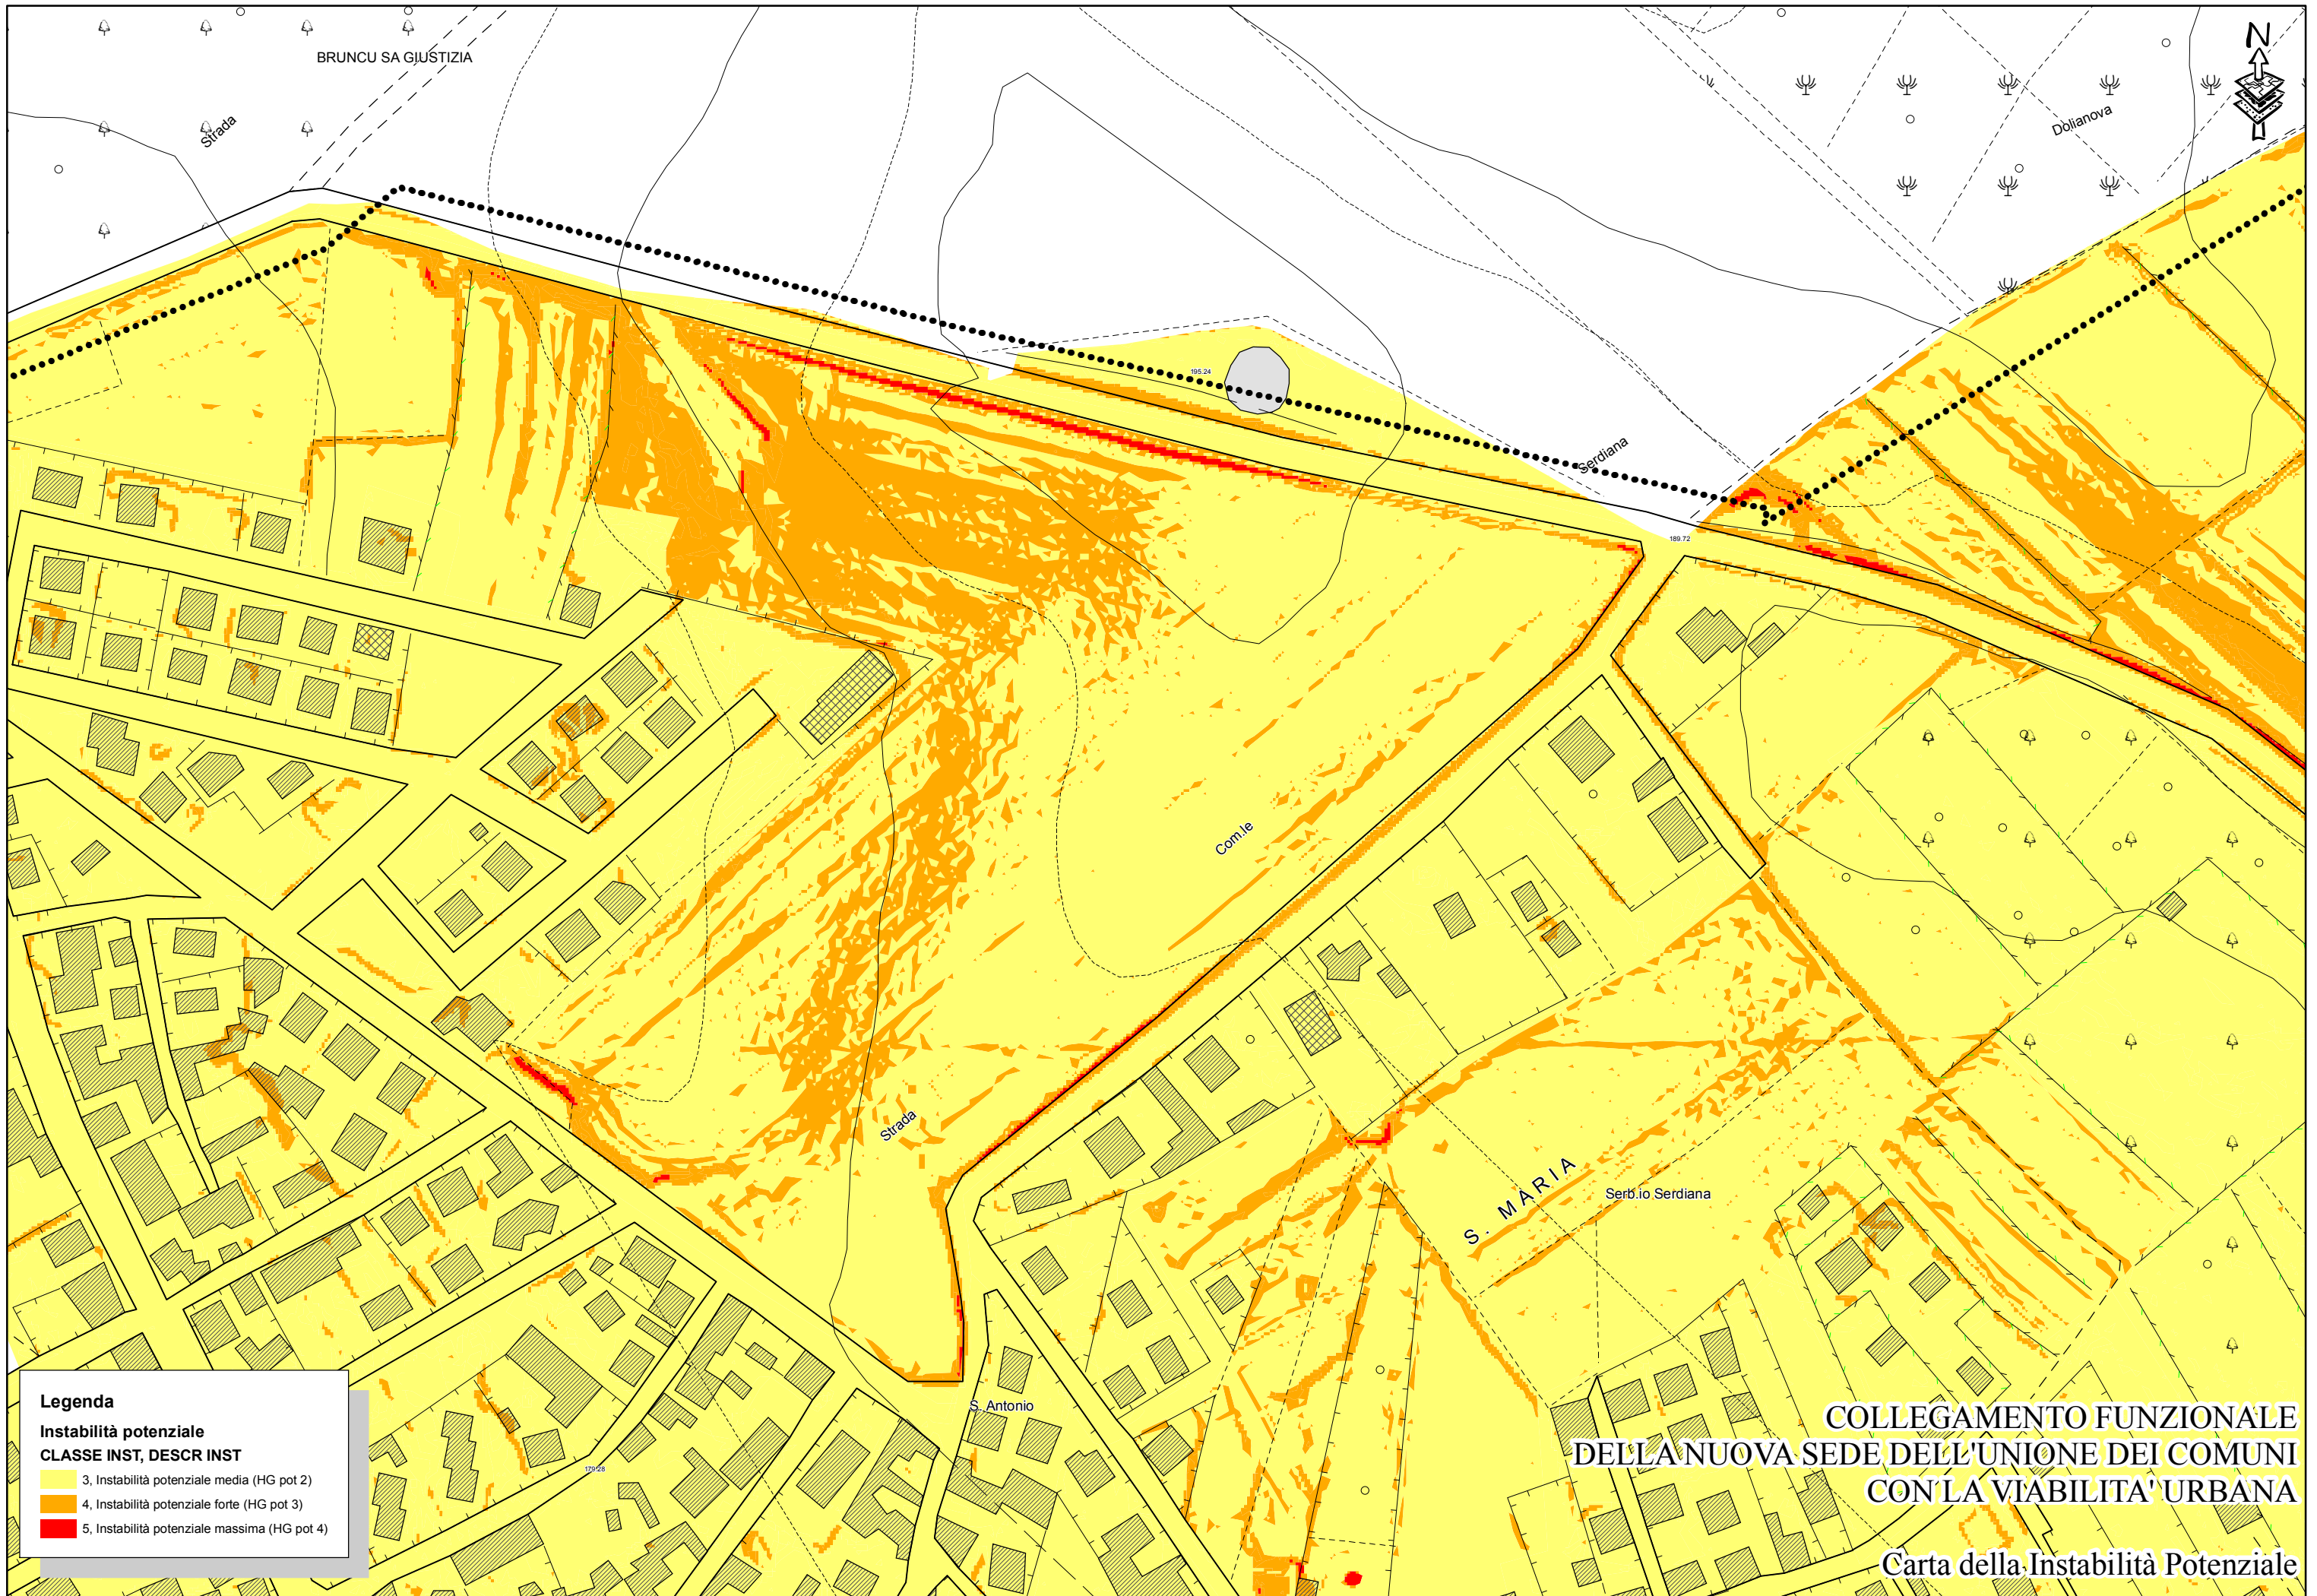 BRUNCU SA GIUSTIZIA
N
Strada
Dolianova
195.24
Serdiana
189.72
Com.le
Strada
S. MARIA
Serb.io Serdiana
S. Antonio
179.28
Legenda
Instabilità potenziale
CLASSE INST, DESCR INST
3, Instabilità potenziale media (HG pot 2)
4, Instabilità potenziale forte (HG pot 3)
5, Instabilità potenziale massima (HG pot 4)
COLLEGAMENTO FUNZIONALE
DELLA NUOVA SEDE DELL'UNIONE DEI COMUNI
CON LA VIABILITA' URBANA
Carta della Instabilità Potenziale